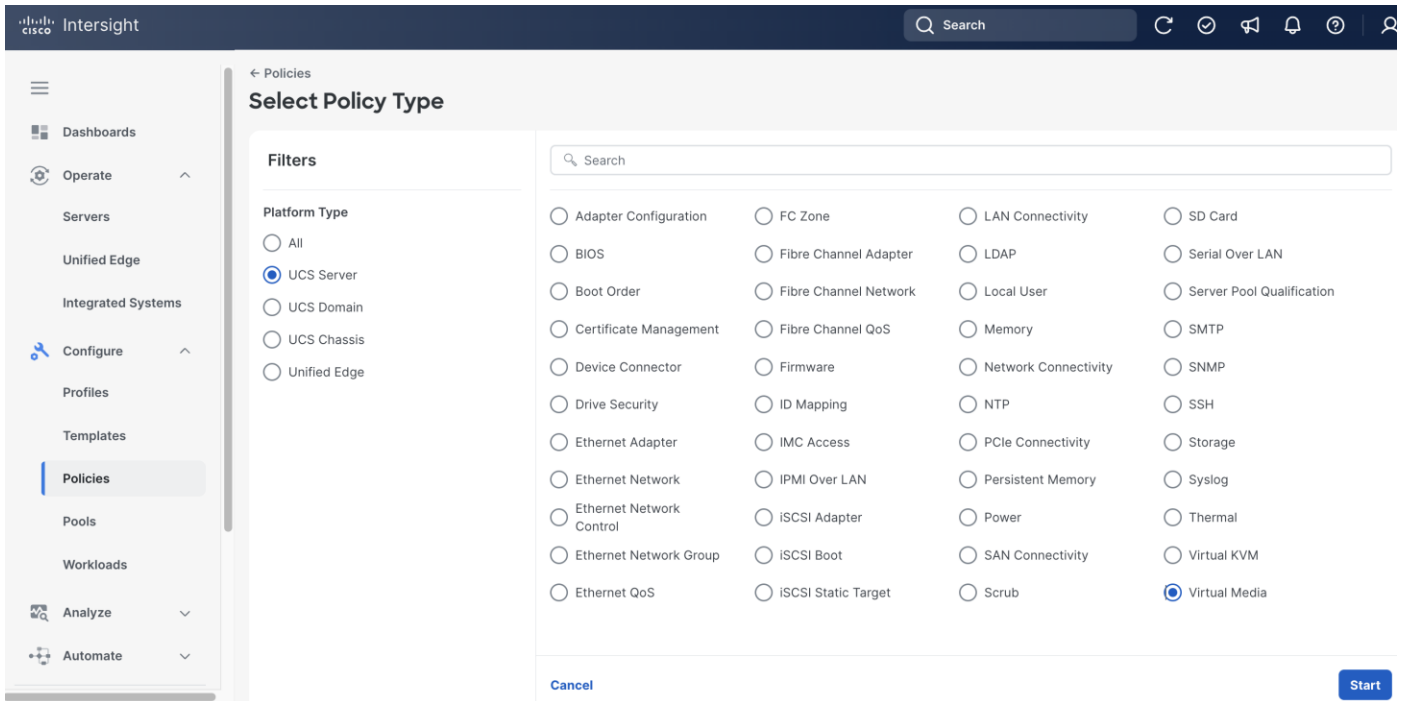 cisco Intersight
Search
← Policies
Select Policy Type
Dashboards
Operate
Servers
Unified Edge
Integrated Systems
Configure
Profiles
Templates
Policies
Pools
Workloads
Analyze
Automate
Filters
Platform Type
All
UCS Server
UCS Domain
UCS Chassis
Unified Edge
Search
Adapter Configuration
BIOS
Boot Order
Certificate Management
Device Connector
Drive Security
Ethernet Adapter
Ethernet Network
Ethernet Network
Control
Ethernet Network Group
Ethernet QoS
FC Zone
Fibre Channel Adapter
Fibre Channel Network
Fibre Channel QoS
Firmware
ID Mapping
IMC Access
IPMI Over LAN
iSCSI Adapter
iSCSI Boot
iSCSI Static Target
LAN Connectivity
LDAP
Local User
Memory
Network Connectivity
NTP
PCIe Connectivity
Persistent Memory
Power
SAN Connectivity
Scrub
SD Card
Serial Over LAN
Server Pool Qualification
SMTP
SNMP
SSH
Storage
Syslog
Thermal
Virtual KVM
Virtual Media
Cancel
Start